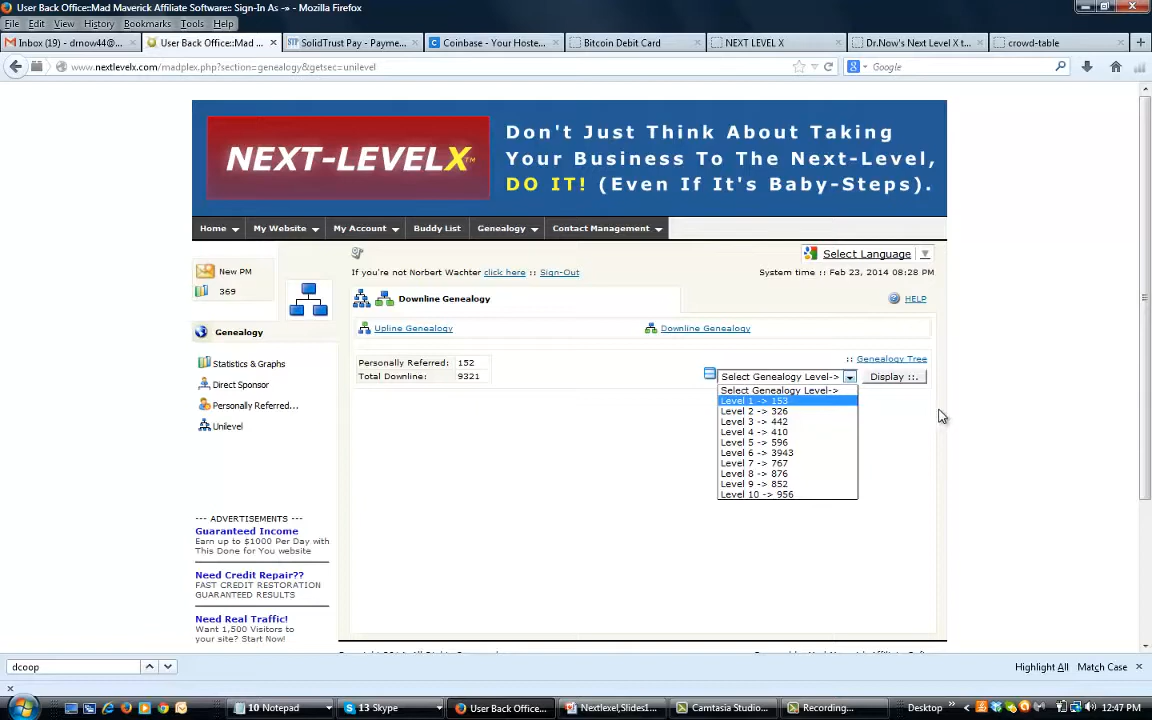 User Back Office::Mad Maverick Affiliate Software:: Sign-In As -»- Mozilla Firefox
File Edit View History Bookmarks Tools Help
Inbox (19) - drnow44@... × User Back Office::Mad ... × STP SolidTrust Pay - Payme... × Coinbase - Your Hoste... × Bitcoin Debit Card × NEXT LEVEL X × Dr.Now's Next Level X t... × crowd-table × +
www.nextlevelx.com/madplex.php?section=genealogy&getsec=unilevel
Google
NEXT-LEVELX™
Don't Just Think About Taking
Your Business To The Next-Level,
DO IT! (Even If It's Baby-Steps).
Home My Website My Account Buddy List Genealogy Contact Management
Select Language
New PM
369
If you're not Norbert Wachter click here :: Sign-Out
System time :: Feb 23, 2014 08:28 PM
Downline Genealogy
HELP
Genealogy
Upline Genealogy
Downline Genealogy
Statistics & Graphs
Direct Sponsor
Personally Referred...
Unilevel
Personally Referred: 152
Total Downline: 9321
:: Genealogy Tree
Select Genealogy Level->
Display ::.
Select Genealogy Level->
Level 1 -> 153
Level 2 -> 326
Level 3 -> 442
Level 4 -> 410
Level 5 -> 596
Level 6 -> 3943
Level 7 -> 767
Level 8 -> 876
Level 9 -> 852
Level 10 -> 956
--- ADVERTISEMENTS ---
Guaranteed Income
Earn up to $1000 Per Day with
This Done for You website
Need Credit Repair??
FAST CREDIT RESTORATION
GUARANTEED RESULTS
Need Real Traffic!
Want 1,500 Visitors to
your site? Start Now!
dcoop
Highlight All Match Case ×
10 Notepad
13 Skype
User Back Office:...
Nextlexel,Slides1...
Camtasia Studio...
Recording...
Desktop »
12:47 PM